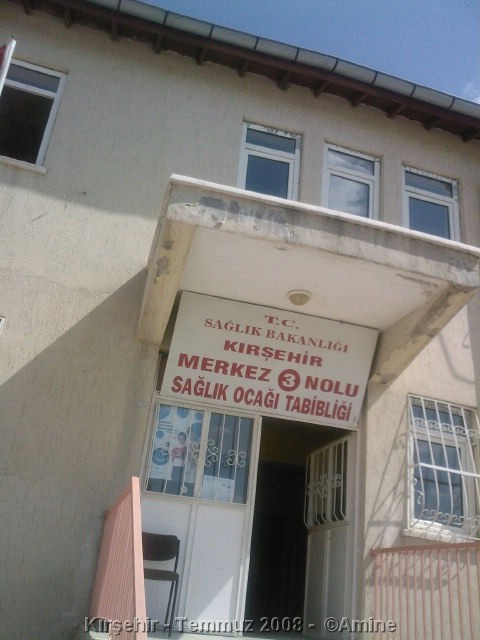 T.C.
SAĞLIK BAKANLIĞI
KIRŞEHİR
MERKEZ 3 NOLU
SAĞLIK OCAĞI TABİBLİĞİ
Kırşehir - Temmuz 2008 - ©Amine